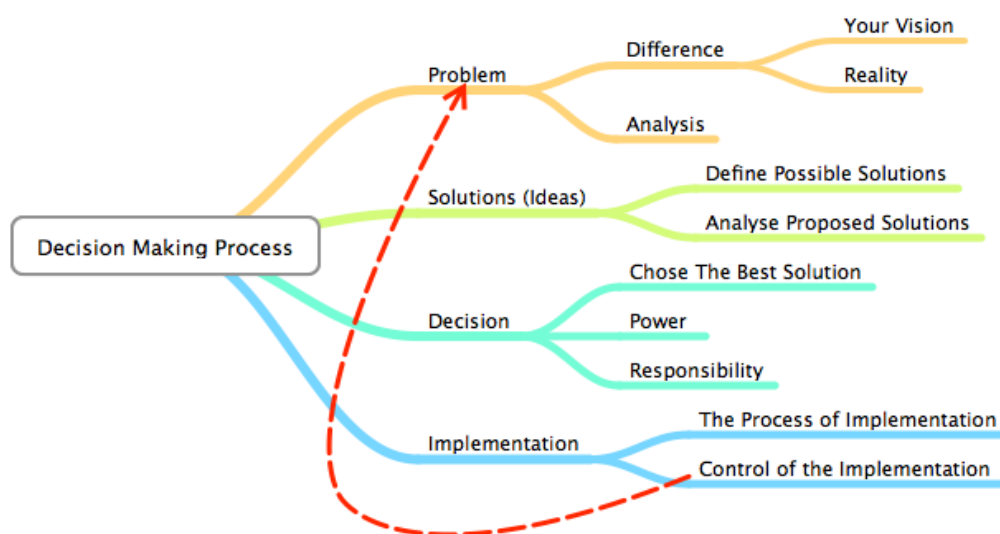 Your Vision
Difference
Problem
Reality
Analysis
Define Possible Solutions
Solutions (Ideas)
Analyse Proposed Solutions
Decision Making Process
Chose The Best Solution
Decision
Power
Responsibility
The Process of Implementation
Implementation
Control of the Implementation